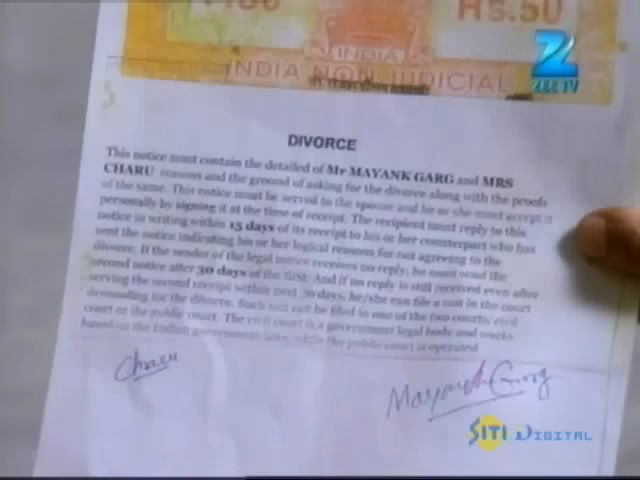 Rs.50
INDIA
INDIA NON JUDICIAL
Z
ZEE TV
DIVORCE
This notice must contain the detailed of Mr MAYANK GARG and MRS
CHARU reasons and the ground of asking for the divorce along with the proofs
of the same. This notice must be served to the spouse and he or she must accept it
personally by signing it at the time of receipt. The recipient must reply to this
notice in writing within 15 days of its receipt to his or her counterpart who has
sent the notice indicating his or her logical reasons for not agreeing to the
divorce. If the sender of the legal notice receives no reply, he must send the
second notice after 30 days of the first. And if no reply is still received even after
serving the second receipt within next 30 days, he/she can file a suit in the court
demanding for the divorce. Such suit can be filed in one of the two courts, civil
court or the public court. The civil court is a government legal body and works
based on the Indian government laws, while the public court is operated
Charu
Mayank Garg
SITI DIGITAL